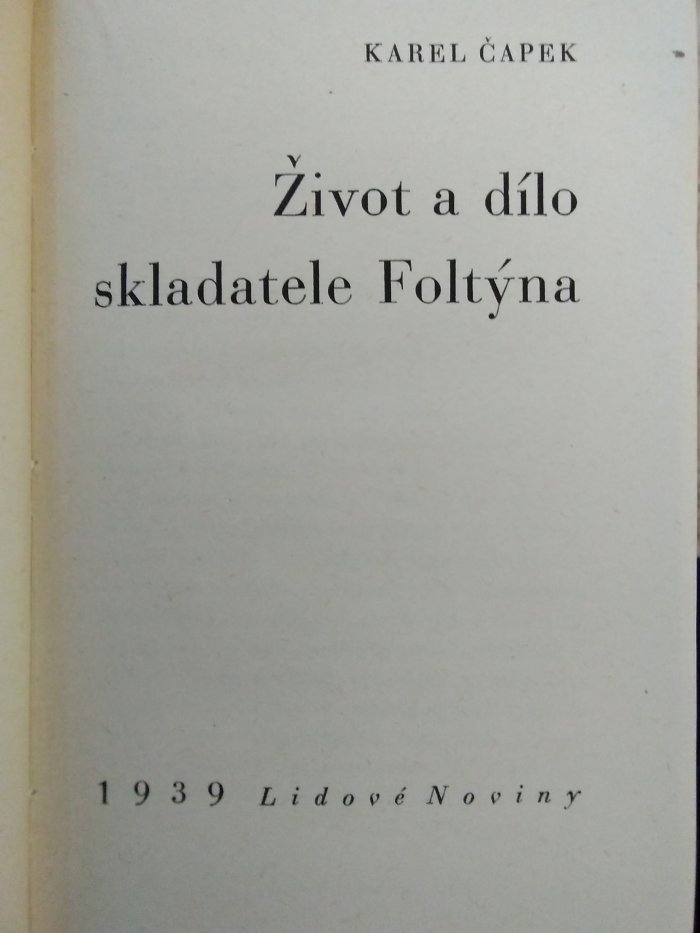 KAREL ČAPEK
Život a dílo
skladatele Foltýna
1939 Lidové Noviny